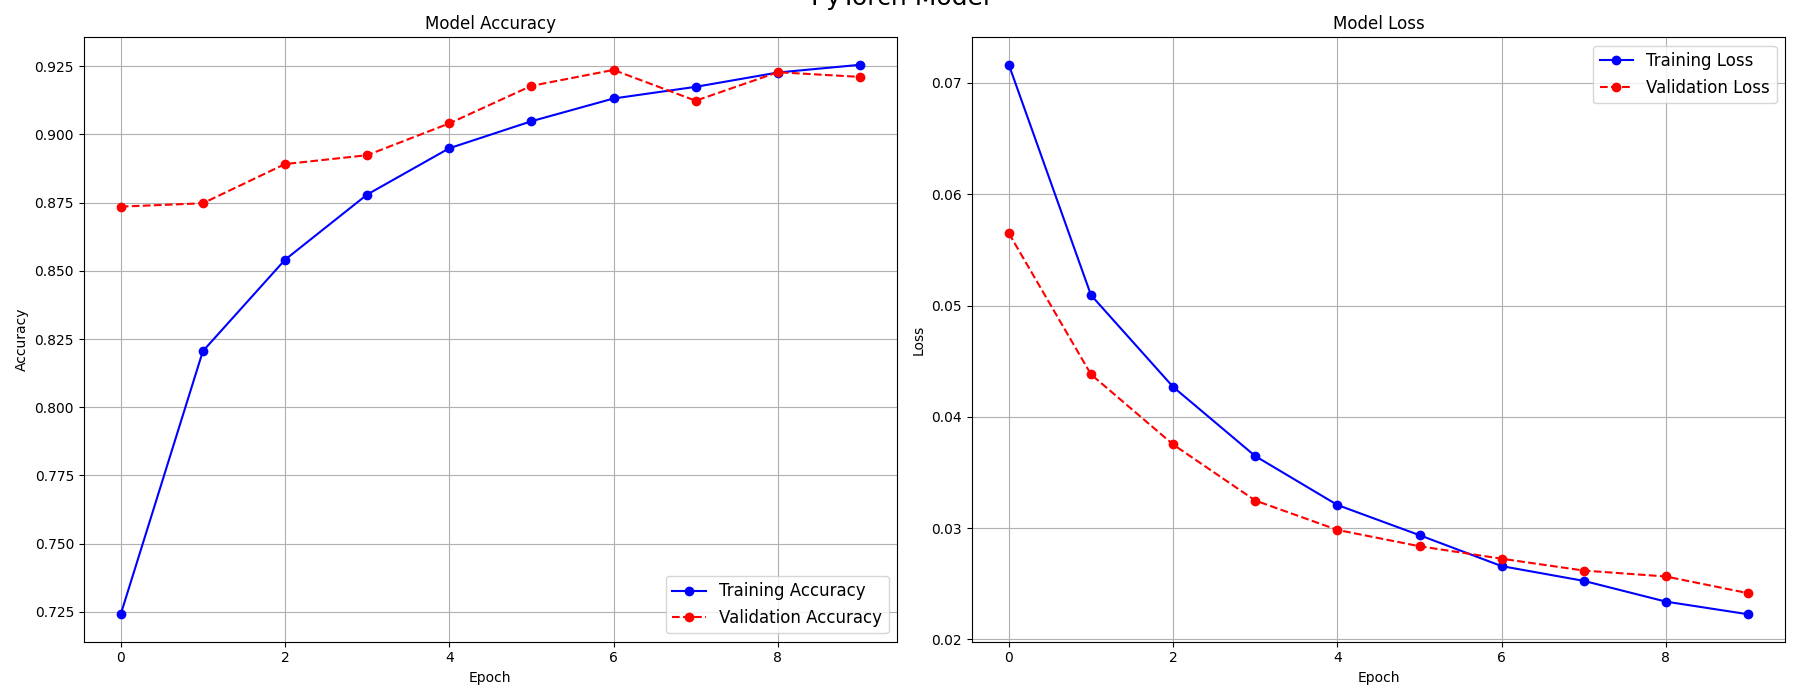 PyTorch Model
Model Accuracy
0.925
0.900
0.875
0.850
0.825
0.800
0.775
0.750
0.725
Accuracy
0
2
4
6
8
Epoch
Training Accuracy
Validation Accuracy
Model Loss
0.07
0.06
0.05
0.04
0.03
0.02
Loss
0
2
4
6
8
Epoch
Training Loss
Validation Loss